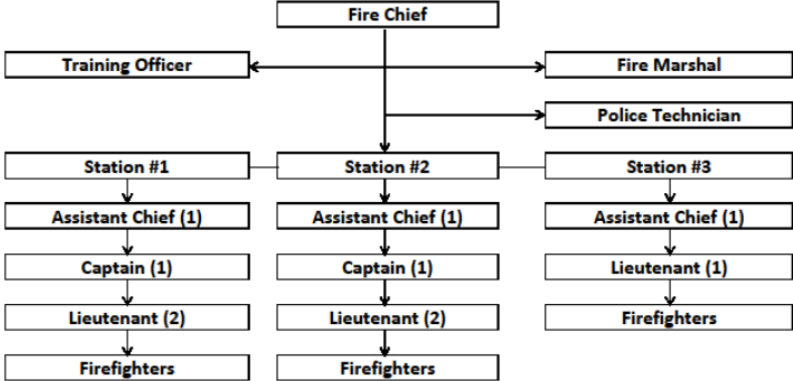 Fire Chief
Training Officer
Fire Marshal
Police Technician
Station #1
Station #2
Station #3
Assistant Chief (1)
Assistant Chief (1)
Assistant Chief (1)
Captain (1)
Captain (1)
Lieutenant (1)
Lieutenant (2)
Lieutenant (2)
Firefighters
Firefighters
Firefighters